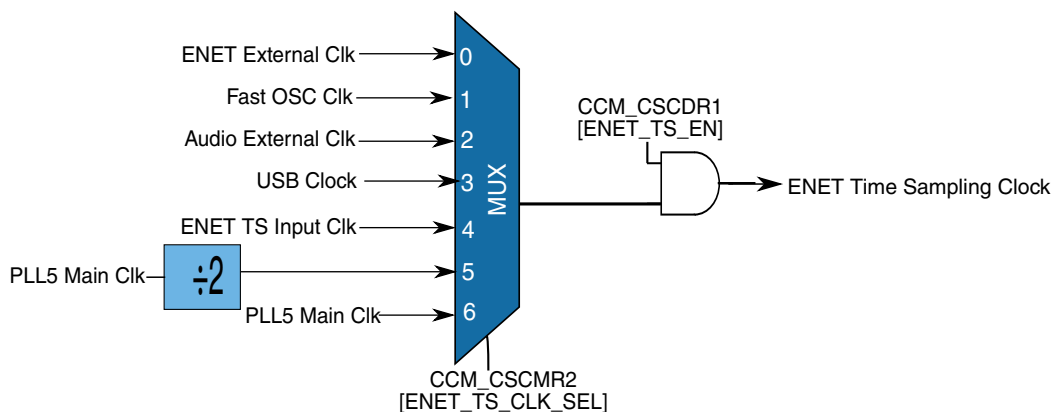 ENET External Clk
0
Fast OSC Clk
1
CCM_CSCDR1
[ENET_TS_EN]
Audio External Clk
2
USB Clock
3
MUX
ENET Time Sampling Clock
ENET TS Input Clk
4
PLL5 Main Clk
÷2
5
PLL5 Main Clk
6
CCM_CSCMR2
[ENET_TS_CLK_SEL]